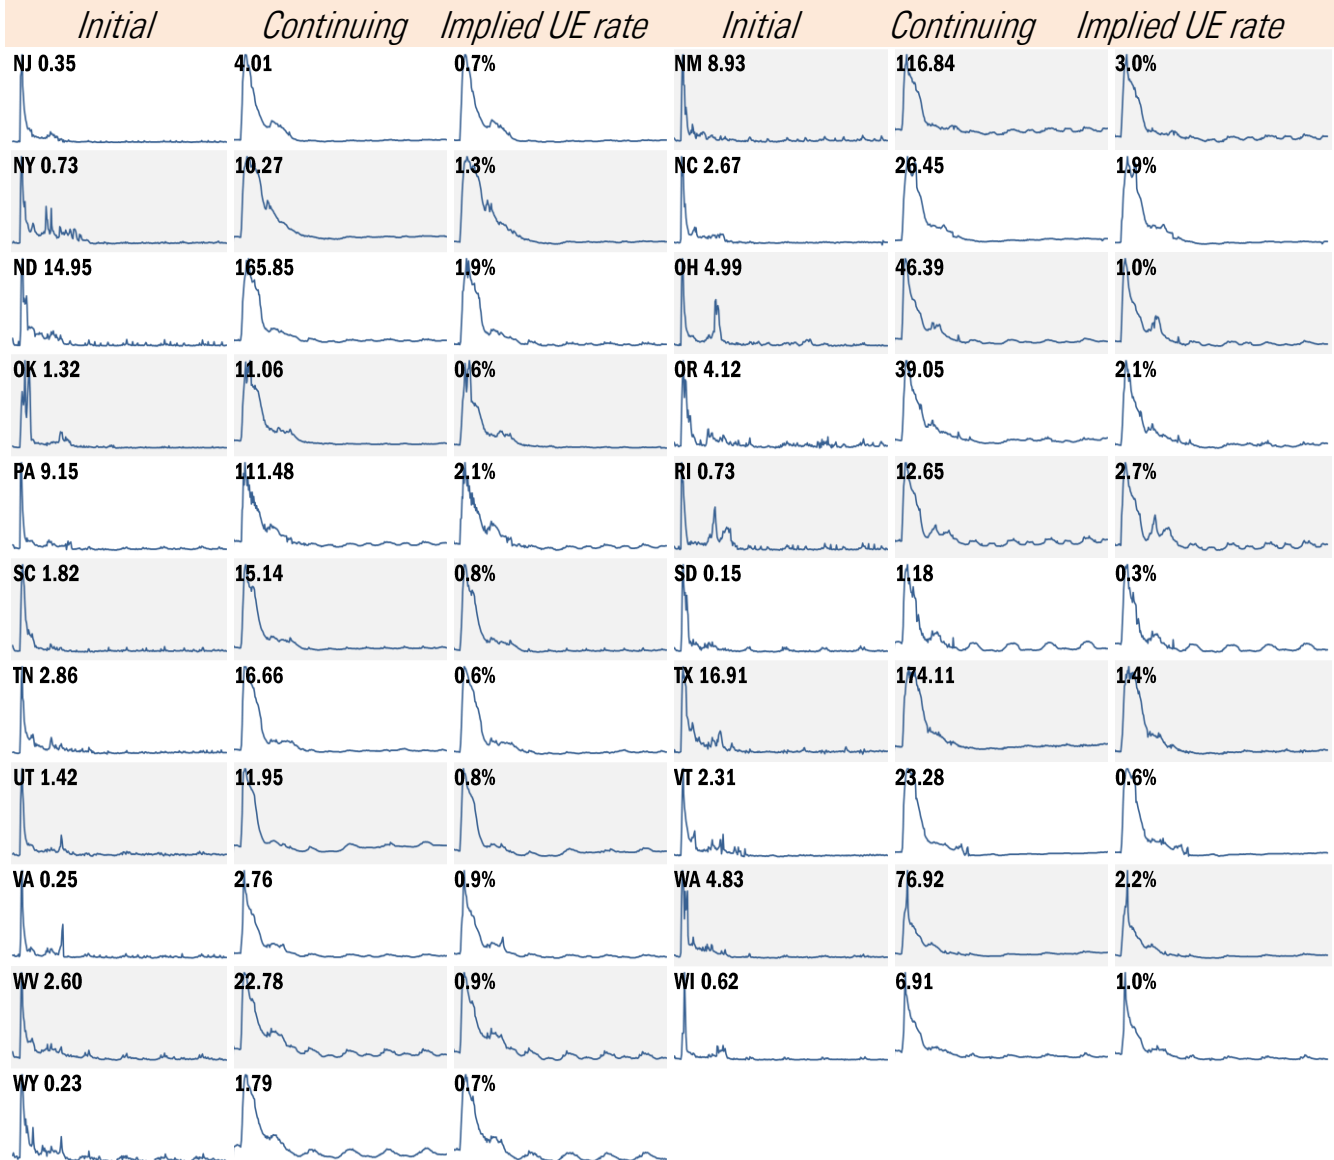 Initial Continuing Implied UE rate Initial Continuing Implied UE rate
NJ 0.35 4.01 0.7% NM 8.93 116.84 3.0%
NY 0.73 10.27 1.3% NC 2.67 26.45 1.9%
ND 14.95 165.85 1.9% OH 4.99 46.39 1.0%
OK 1.32 11.06 0.6% OR 4.12 39.05 2.1%
PA 9.15 111.48 2.1% RI 0.73 12.65 2.7%
SC 1.82 15.14 0.8% SD 0.15 1.18 0.3%
TN 2.86 16.66 0.6% TX 16.91 174.11 1.4%
UT 1.42 11.95 0.8% VT 2.31 23.28 0.6%
VA 0.25 2.76 0.9% WA 4.83 76.92 2.2%
WV 2.60 22.78 0.9% WI 0.62 6.91 1.0%
WY 0.23 1.79 0.7%